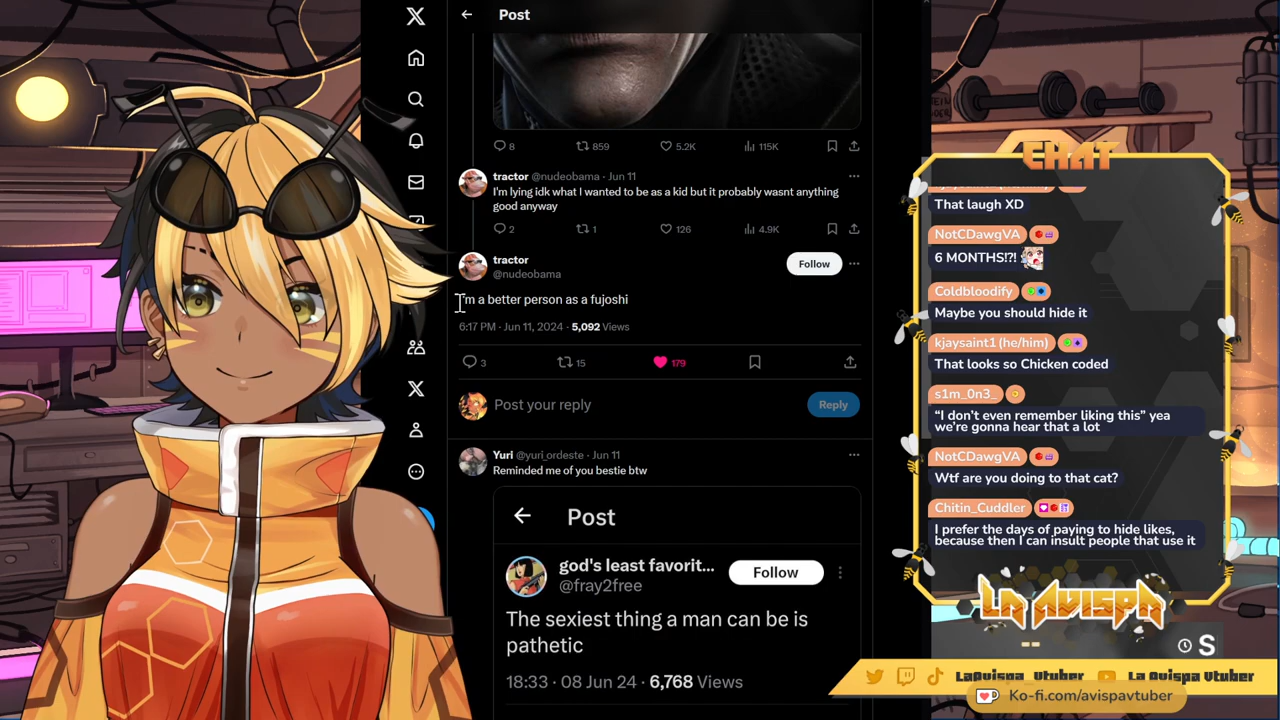 Post
8
859
5.2K
115K
tractor @nudeobama · Jun 11
I'm lying idk what I wanted to be as a kid but it probably wasnt anything
good anyway
2
1
126
4.9K
tractor
@nudeobama
Follow
I'm a better person as a fujoshi
6:17 PM · Jun 11, 2024 · 5,092 Views
3
15
179
Post your reply
Reply
Yuri @yuri_ordeste · Jun 11
Reminded me of you bestie btw
Post
god's least favorit...
@fray2free
Follow
The sexiest thing a man can be is
pathetic
18:33 · 08 Jun 24 · 6,768 Views
CHAT
That laugh XD
NotCDawgVA
6 MONTHS!?!
Coldbloodify
Maybe you should hide it
kjaysaint1 (he/him)
That looks so Chicken coded
s1m_0n3_
“I don't even remember liking this” yea
we're gonna hear that a lot
NotCDawgVA
Wtf are you doing to that cat?
Chitin_Cuddler
I prefer the days of paying to hide likes,
because then I can insult people that use it
LA AVISPA
-- S
LaAvispa_Vtuber
La Avispa Vtuber
Ko-fi.com/avispavtuber